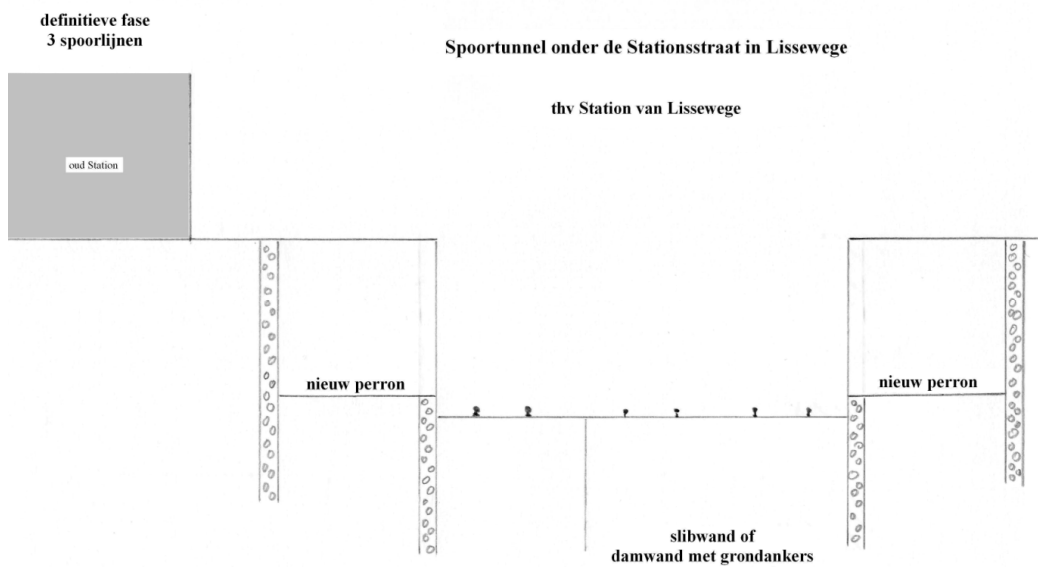 definitieve fase
3 spoorlijnen
Spoortunnel onder de Stationsstraat in Lissewege
thv Station van Lissewege
oud Station
nieuw perron
nieuw perron
slibwand of
damwand met grondankers